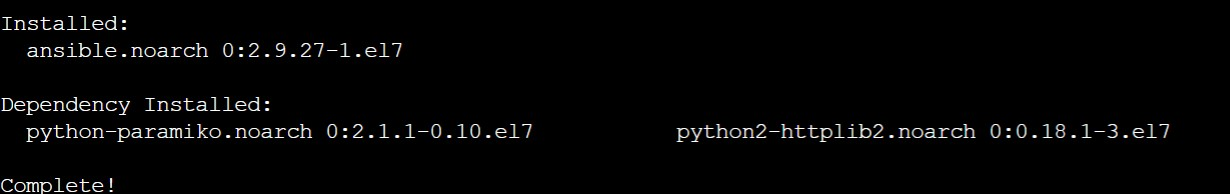 Installed:
ansible.noarch 0:2.9.27-1.el7
Dependency Installed:
python-paramiko.noarch 0:2.1.1-0.10.el7 python2-httplib2.noarch 0:0.18.1-3.el7
Complete!